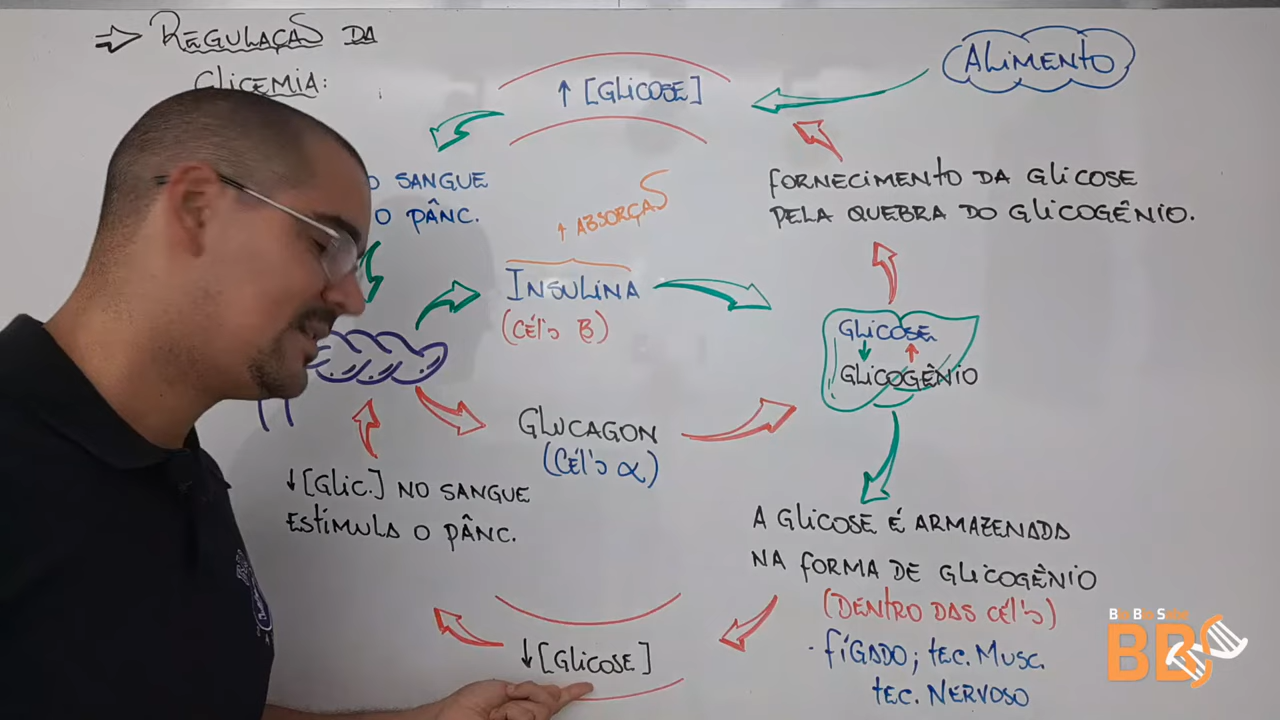 ⇒ REGULAÇÃO DA
GLICEMIA:
ALIMENTO
↑ [GLICOSE]
SANGUE
O PÂNC.
↑ ABSORÇÃO
FORNECIMENTO DA GLICOSE
PELA QUEBRA DO GLICOGÊNIO.
INSULINA
(CÉL'S β)
GLICOSE
GLICOGÊNIO
GLUCAGON
(CÉL'S α)
↓ [GLIC.] NO SANGUE
ESTÍMULA O PÂNC.
A GLICOSE É ARMAZENADA
NA FORMA DE GLICOGÊNIO
(DENTRO DAS CÉL'S)
· FÍGADO; TEC. MUSC.
TEC. NERVOSO
↓ [GLICOSE]
BBS